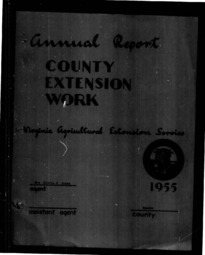 Annual Report
COUNTY
EXTENSION
WORK
Virginia Agricultural Extension Service
agent
1955
assistant agent
county